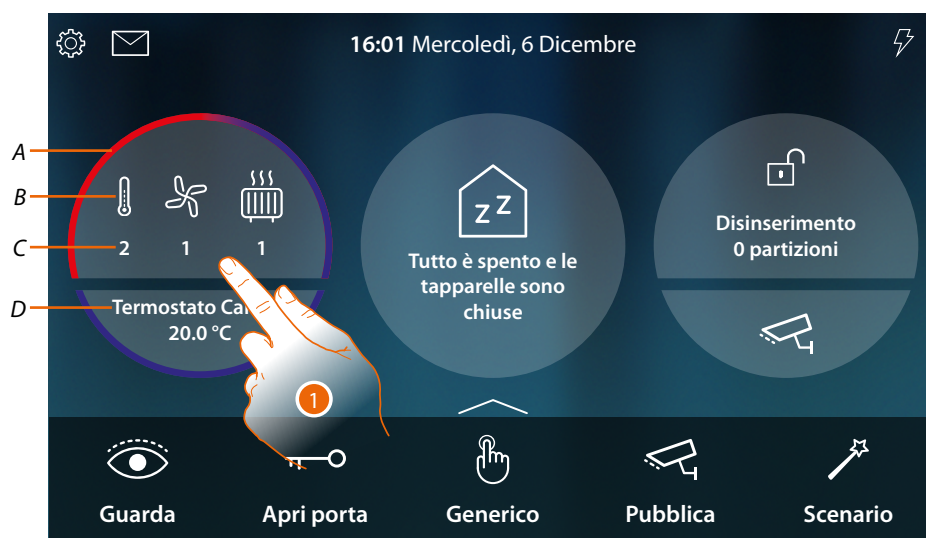 16:01 Mercoledì, 6 Dicembre
A
B
C
D
2 1 1
Termostato Ca
20.0 °C
z Z
Tutto è spento e le
tapparelle sono
chiuse
Disinserimento
0 partizioni
1
Guarda
Apri porta
Generico
Pubblica
Scenario